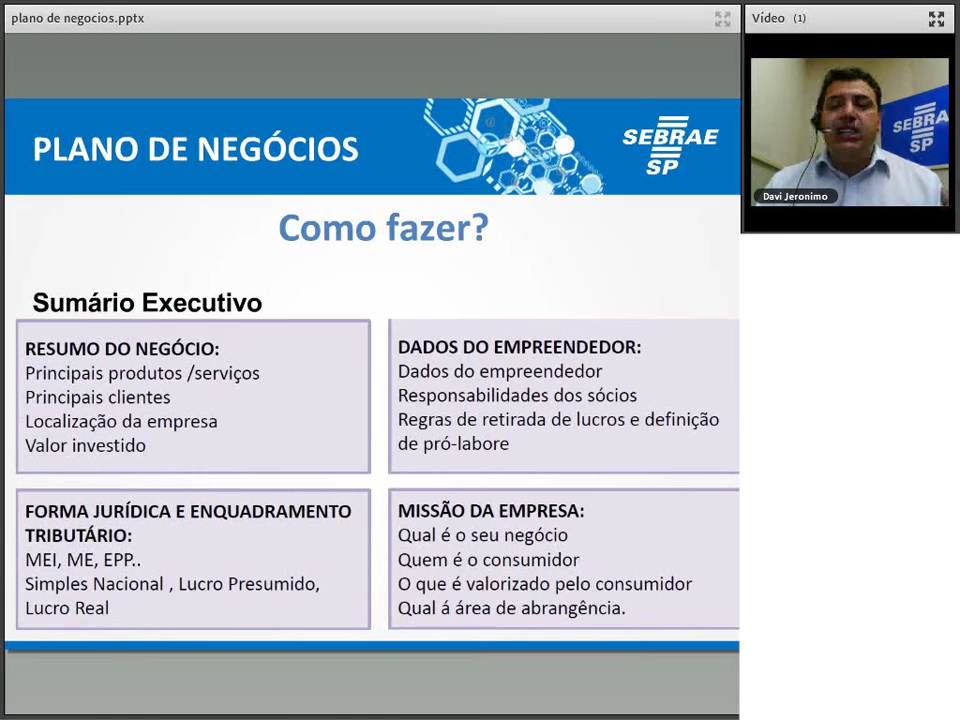 plano de negocios.pptx
Vídeo (1)
PLANO DE NEGÓCIOS
SEBRAE
SP
SEBRAE
SP
Davi Jeronimo
Como fazer?
Sumário Executivo
RESUMO DO NEGÓCIO:
Principais produtos /serviços
Principais clientes
Localização da empresa
Valor investido
DADOS DO EMPREENDEDOR:
Dados do empreendedor
Responsabilidades dos sócios
Regras de retirada de lucros e definição
de pró-labore
FORMA JURÍDICA E ENQUADRAMENTO
TRIBUTÁRIO:
MEI, ME, EPP..
Simples Nacional , Lucro Presumido,
Lucro Real
MISSÃO DA EMPRESA:
Qual é o seu negócio
Quem é o consumidor
O que é valorizado pelo consumidor
Qual á área de abrangência.